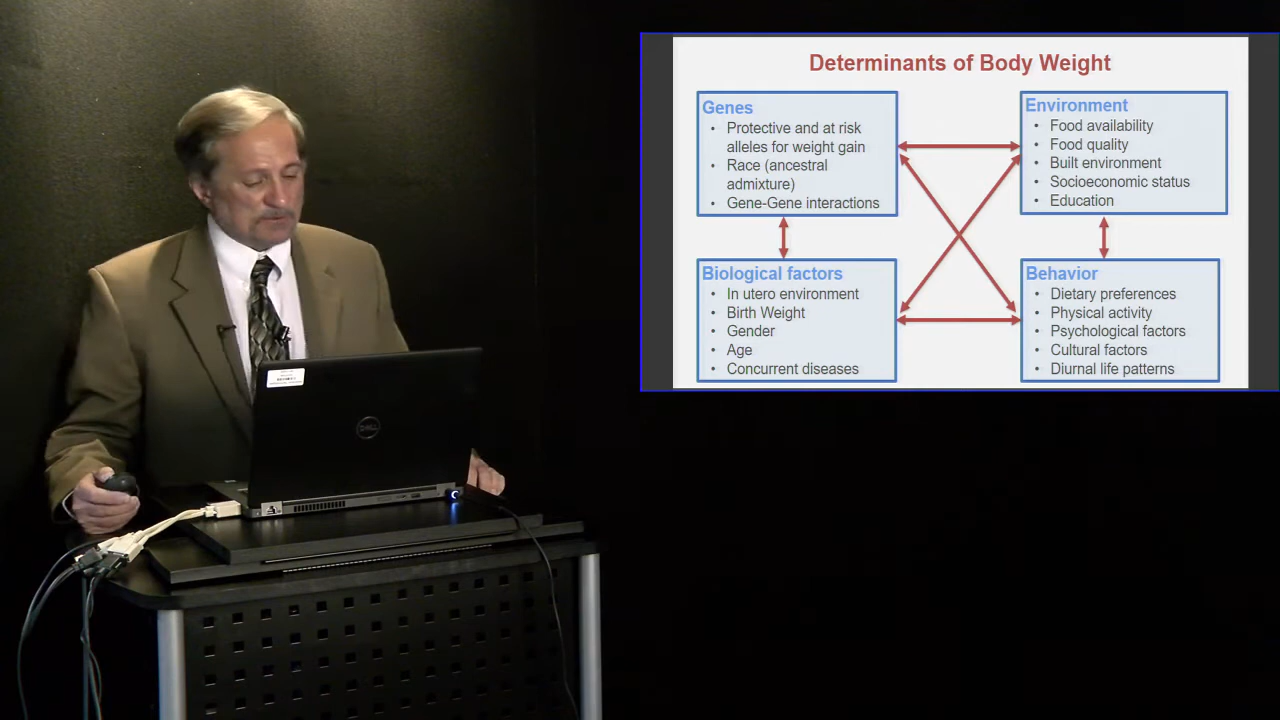 Determinants of Body Weight
Genes
• Protective and at risk
alleles for weight gain
• Race (ancestral
admixture)
• Gene-Gene interactions
Environment
• Food availability
• Food quality
• Built environment
• Socioeconomic status
• Education
Biological factors
• In utero environment
• Birth Weight
• Gender
• Age
• Concurrent diseases
Behavior
• Dietary preferences
• Physical activity
• Psychological factors
• Cultural factors
• Diurnal life patterns
DELL